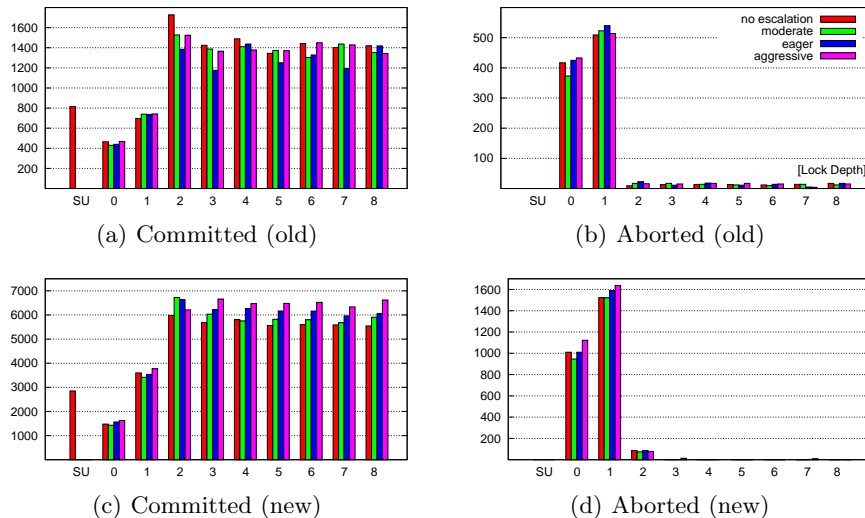 1600
1400
1200
1000
800
600
400
200
SU 0 1 2 3 4 5 6 7 8
(a) Committed (old)
no escalation
moderate
eager
aggressive
500
400
300
200
100
[Lock Depth]
SU 0 1 2 3 4 5 6 7 8
(b) Aborted (old)
7000
6000
5000
4000
3000
2000
1000
SU 0 1 2 3 4 5 6 7 8
(c) Committed (new)
1600
1400
1200
1000
800
600
400
200
SU 0 1 2 3 4 5 6 7 8
(d) Aborted (new)